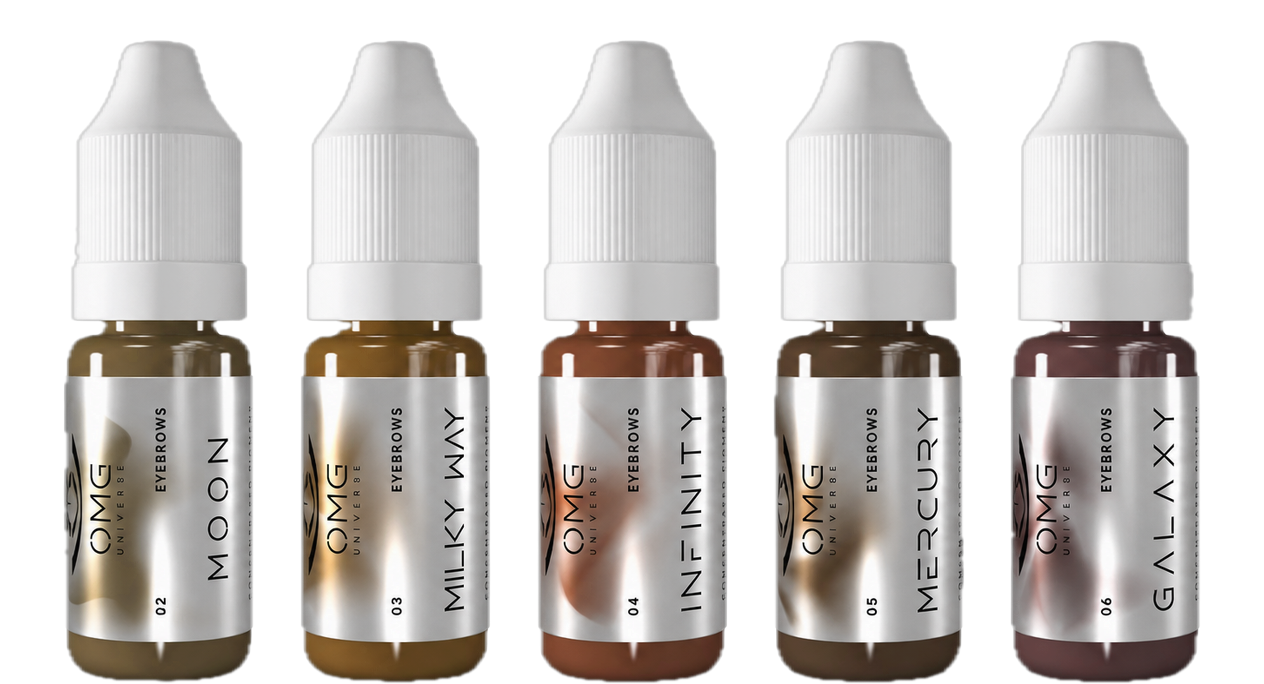 OMG
UNIVERSE
EYEBROWS
02
MOON
OMG
UNIVERSE
EYEBROWS
03
MILKY WAY
OMG
UNIVERSE
EYEBROWS
04
INFINITY
OMG
UNIVERSE
EYEBROWS
05
MERCURY
OMG
UNIVERSE
EYEBROWS
06
GALAXY